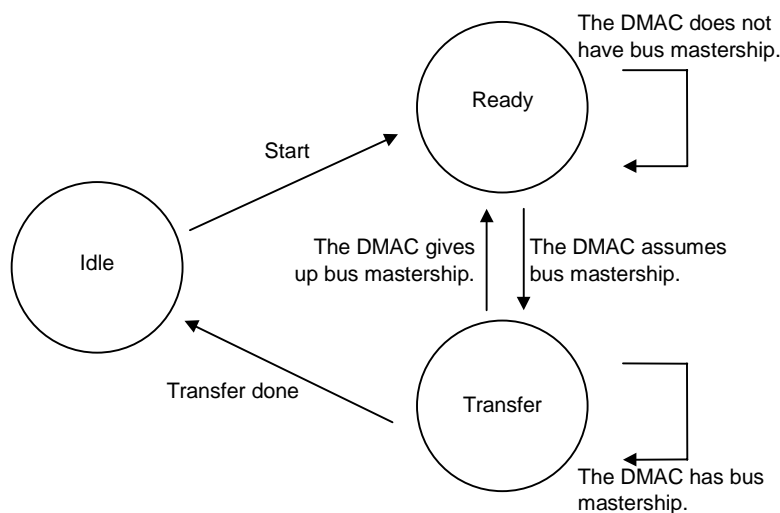 The DMAC does not
have bus mastership.
Ready
Start
The DMAC gives
up bus mastership.
The DMAC assumes
bus mastership.
Idle
Transfer done
Transfer
The DMAC has bus
mastership.